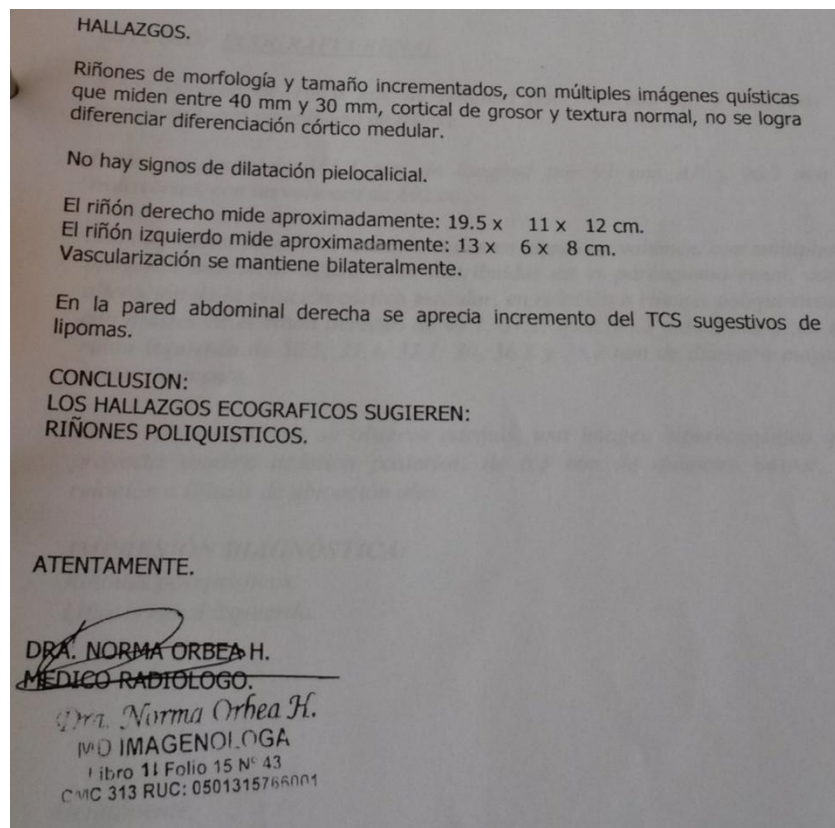 HALLAZGOS.
Riñones de morfología y tamaño incrementados, con múltiples imágenes quísticas
que miden entre 40 mm y 30 mm, cortical de grosor y textura normal, no se logra
diferenciar diferenciación córtico medular.
No hay signos de dilatación pielocalicial.
El riñón derecho mide aproximadamente: 19.5 x 11 x 12 cm.
El riñón izquierdo mide aproximadamente: 13 x 6 x 8 cm.
Vascularización se mantiene bilateralmente.
En la pared abdominal derecha se aprecia incremento del TCS sugestivos de
lipomas.
CONCLUSION:
LOS HALLAZGOS ECOGRAFICOS SUGIEREN:
RIÑONES POLIQUISTICOS.
ATENTAMENTE.
DRA. NORMA ORBEA H.
MEDICO RADIOLOGO.
Dra. Norma Orbea H.
MD IMAGENOLOGA
Libro 11 Folio 15 N° 43
CMC 313 RUC: 0501315766001